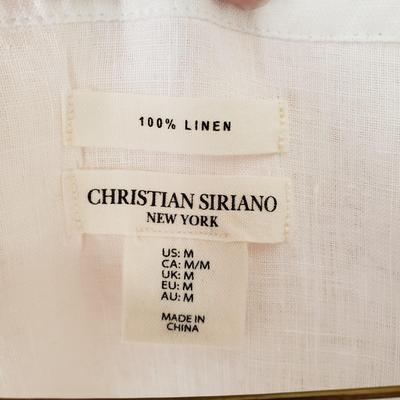 100% LINEN
CHRISTIAN SIRIANO
NEW YORK
US: M
CA: M/M
UK: M
EU: M
AU: M
MADE IN
CHINA